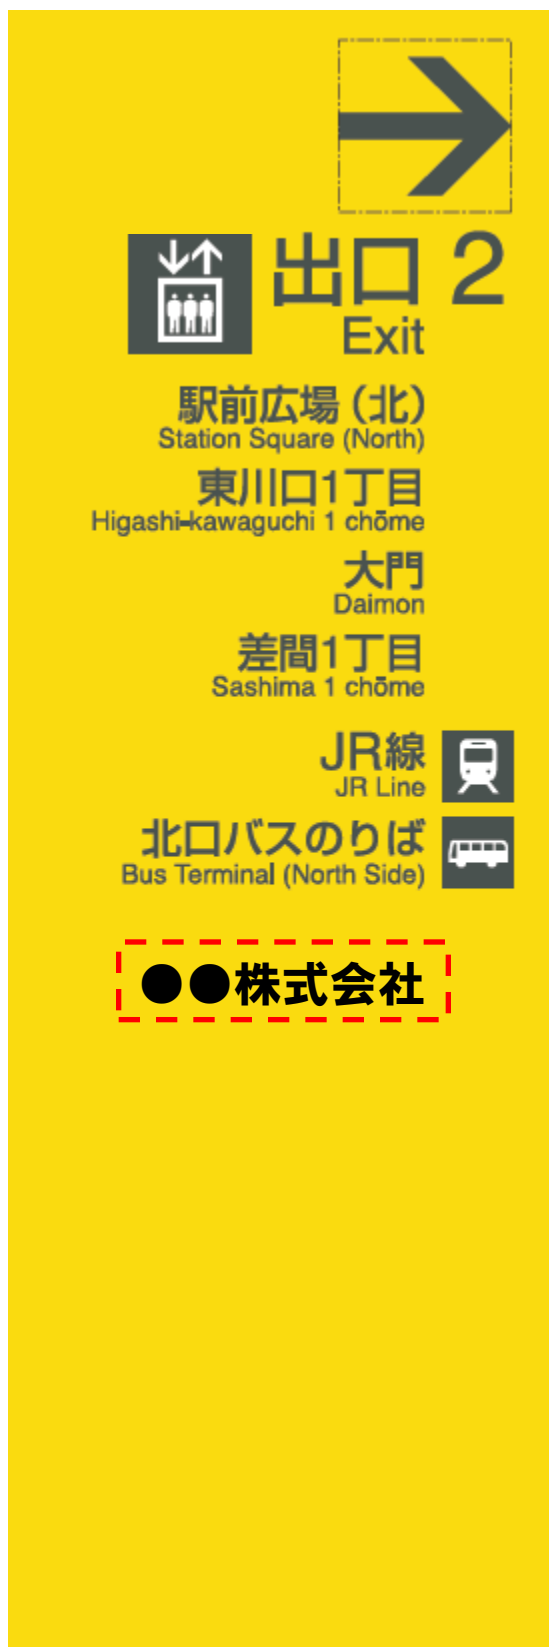 出口 2
Exit
駅前広場（北）
Station Square (North)
東川口1丁目
Higashi-kawaguchi 1 chōme
大門
Daimon
差間1丁目
Sashima 1 chōme
JR線
JR Line
北口バスのりば
Bus Terminal (North Side)
●●株式会社